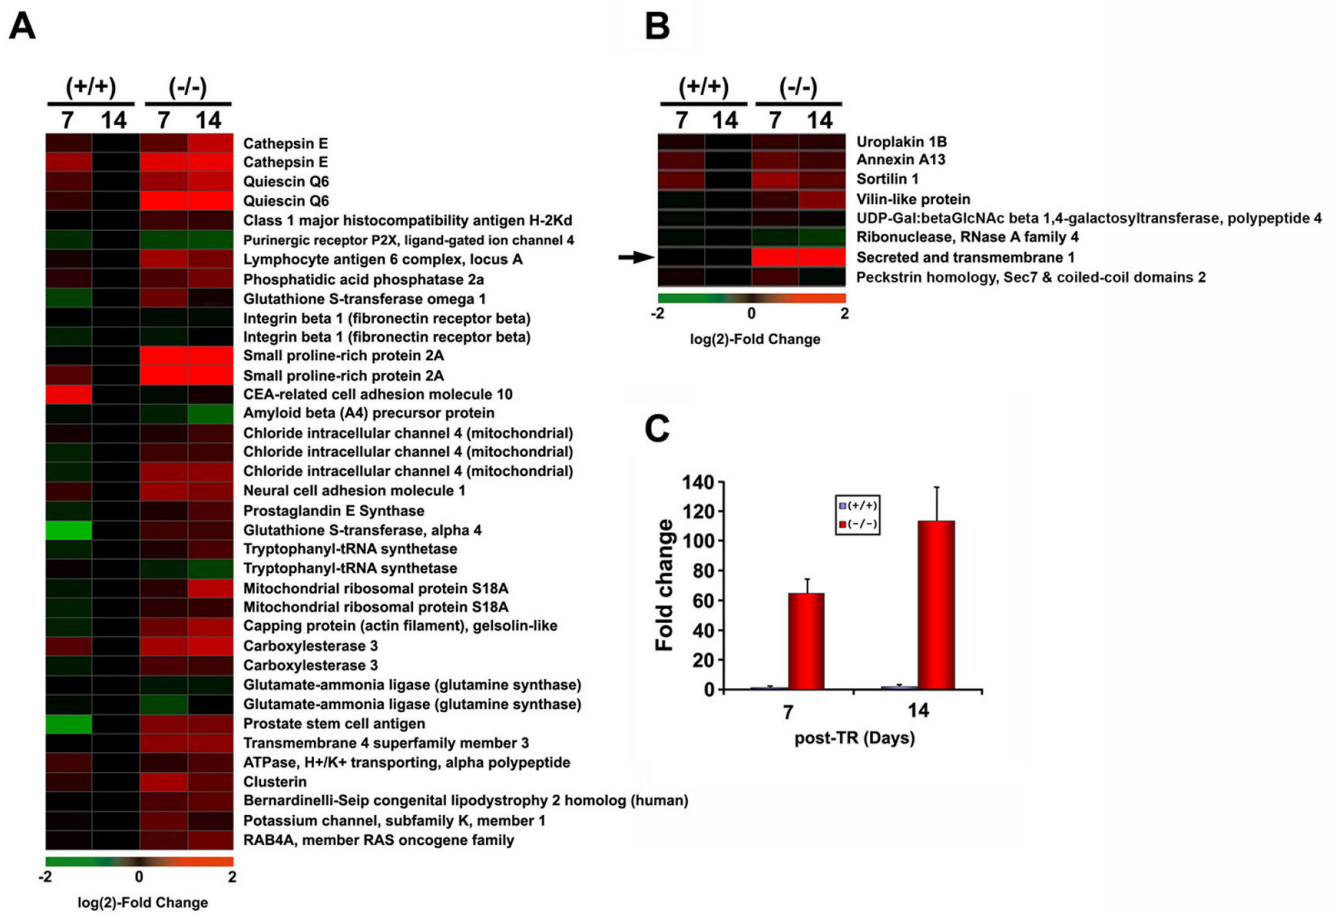 A
(+/+) (-/-)
7 14 7 14
Cathepsin E
Cathepsin E
Quiescin Q6
Quiescin Q6
Class 1 major histocompatibility antigen H-2Kd
Purinergic receptor P2X, ligand-gated ion channel 4
Lymphocyte antigen 6 complex, locus A
Phosphatidic acid phosphatase 2a
Glutathione S-transferase omega 1
Integrin beta 1 (fibronectin receptor beta)
Integrin beta 1 (fibronectin receptor beta)
Small proline-rich protein 2A
Small proline-rich protein 2A
CEA-related cell adhesion molecule 10
Amyloid beta (A4) precursor protein
Chloride intracellular channel 4 (mitochondrial)
Chloride intracellular channel 4 (mitochondrial)
Chloride intracellular channel 4 (mitochondrial)
Neural cell adhesion molecule 1
Prostaglandin E Synthase
Glutathione S-transferase, alpha 4
Tryptophanyl-tRNA synthetase
Tryptophanyl-tRNA synthetase
Mitochondrial ribosomal protein S18A
Mitochondrial ribosomal protein S18A
Capping protein (actin filament), gelsolin-like
Carboxylesterase 3
Carboxylesterase 3
Glutamate-ammonia ligase (glutamine synthase)
Glutamate-ammonia ligase (glutamine synthase)
Prostate stem cell antigen
Transmembrane 4 superfamily member 3
ATPase, H+/K+ transporting, alpha polypeptide
Clusterin
Bernardinelli-Seip congenital lipodystrophy 2 homolog (human)
Potassium channel, subfamily K, member 1
RAB4A, member RAS oncogene family
-2 0 2
log(2)-Fold Change
B
(+/+) (-/-)
7 14 7 14
Uroplakin 1B
Annexin A13
Sortilin 1
Vilin-like protein
UDP-Gal:betaGlcNAc beta 1,4-galactosyltransferase, polypeptide 4
Ribonuclease, RNase A family 4
Secreted and transmembrane 1
Peckstrin homology, Sec7 & coiled-coil domains 2
-2 0 2
log(2)-Fold Change
C
Fold change
140
120
100
80
60
40
20
0
(+/+)
(-/-)
7 14
post-TR (Days)